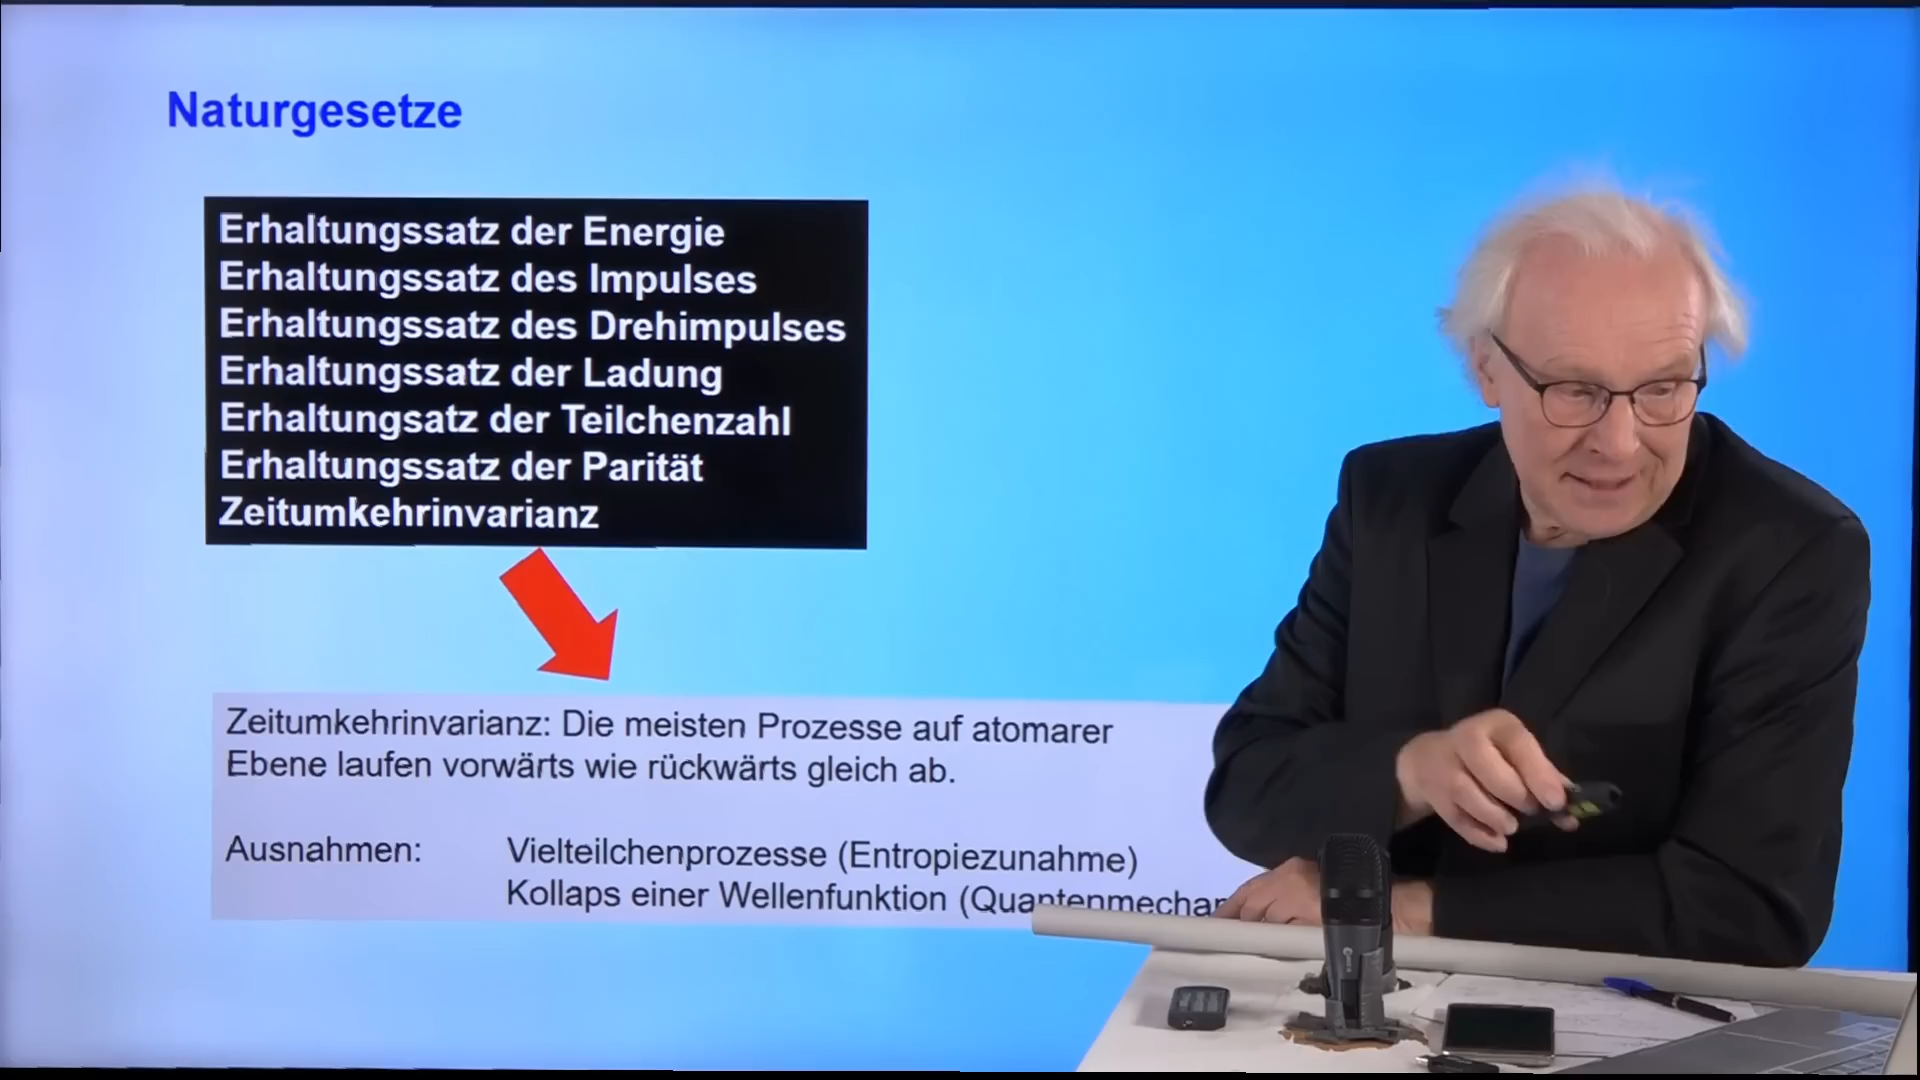 Naturgesetze
Erhaltungssatz der Energie
Erhaltungssatz des Impulses
Erhaltungssatz des Drehimpulses
Erhaltungssatz der Ladung
Erhaltungsatz der Teilchenzahl
Erhaltungssatz der Parität
Zeitumkehrinvarianz
Zeitumkehrinvarianz: Die meisten Prozesse auf atomarer
Ebene laufen vorwärts wie rückwärts gleich ab.
Ausnahmen: Vielteilchenprozesse (Entropiezunahme)
Kollaps einer Wellenfunktion